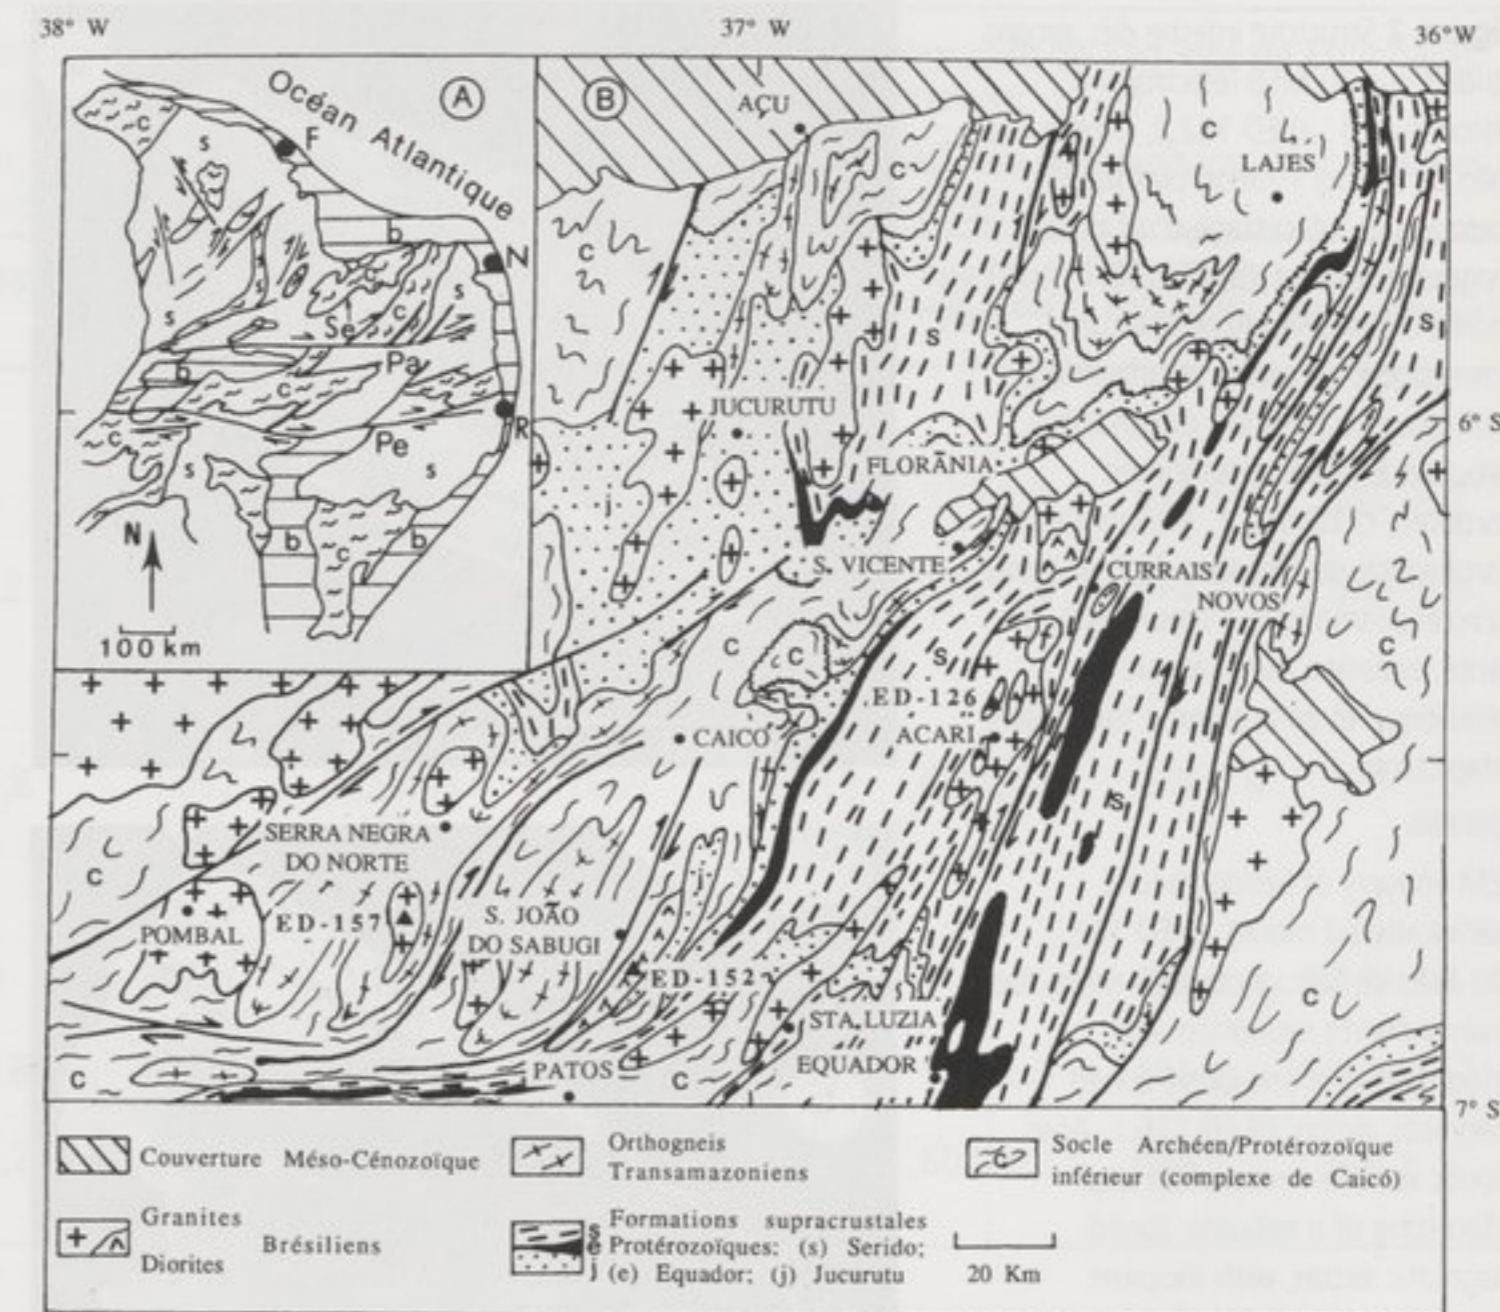 38° W 37° W 36° W
Océan Atlantique
A
B
F
N
R
c
s
b
s
Se
c
s
s
Pa
b
c
c
Pe
s
s
b
c
b
N
100 km
AÇU
c
c
LAJES
c
s
s
JUCURUTU
6° S
FLORÂNIA
j
S. VICENTE
CURRAIS
NOVOS
c
c
c
s
ED-126
CAICÓ
ACARI
s
SERRA NEGRA
DO NORTE
c
j
ED-157
S. JOÃO
DO SABUGI
POMBAL
ED-152
c
STA. LUZIA
EQUADOR
PATOS
c
c
7° S
Couverture Méso-Cénozoïque
Granites
Brésiliens
Diorites
Orthogneis
Transamazoniens
s
e
j
Formations supracrustales
Protérozoïques: (s) Serido;
(e) Equador; (j) Jucurutu
Socle Archéen/Protérozoïque
inférieur (complexe de Caicó)
20 Km